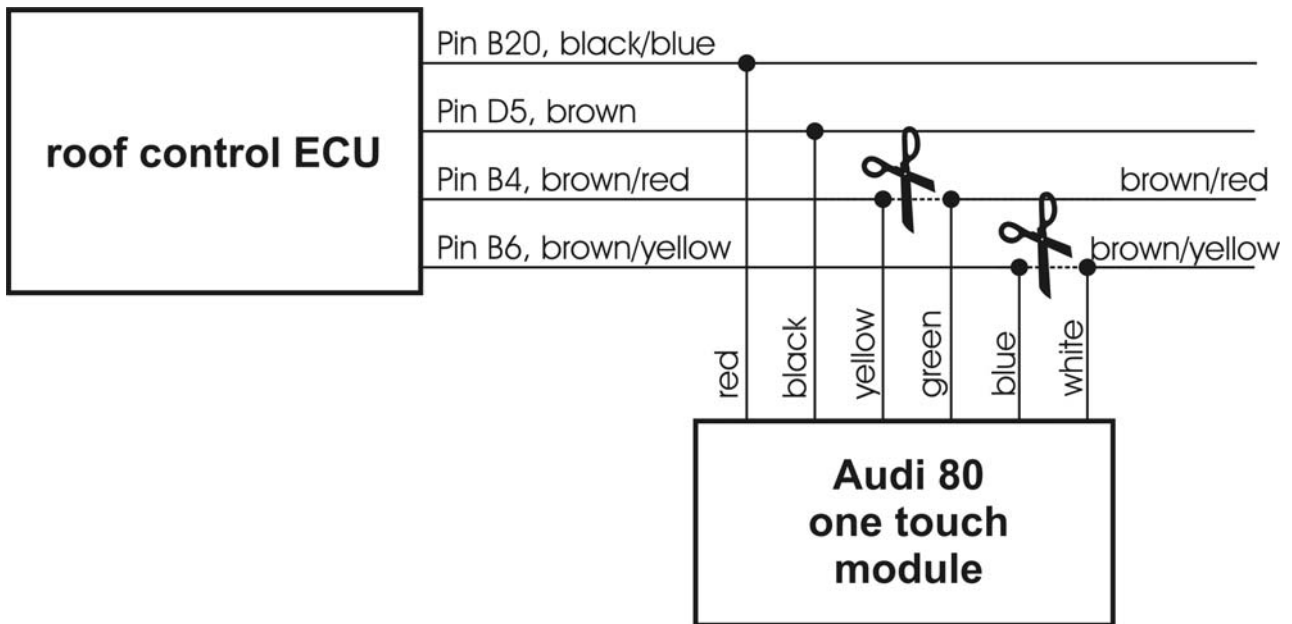 Pin B20, black/blue
Pin D5, brown
roof control ECU
Pin B4, brown/red
brown/red
Pin B6, brown/yellow
brown/yellow
red
black
yellow
green
blue
white
Audi 80
one touch
module